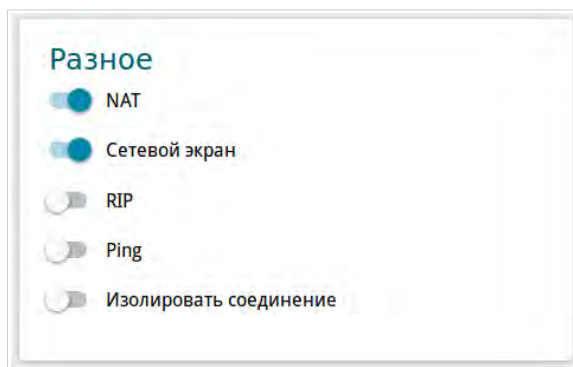 Разное
NAT
Сетевой экран
RIP
Ping
Изолировать соединение